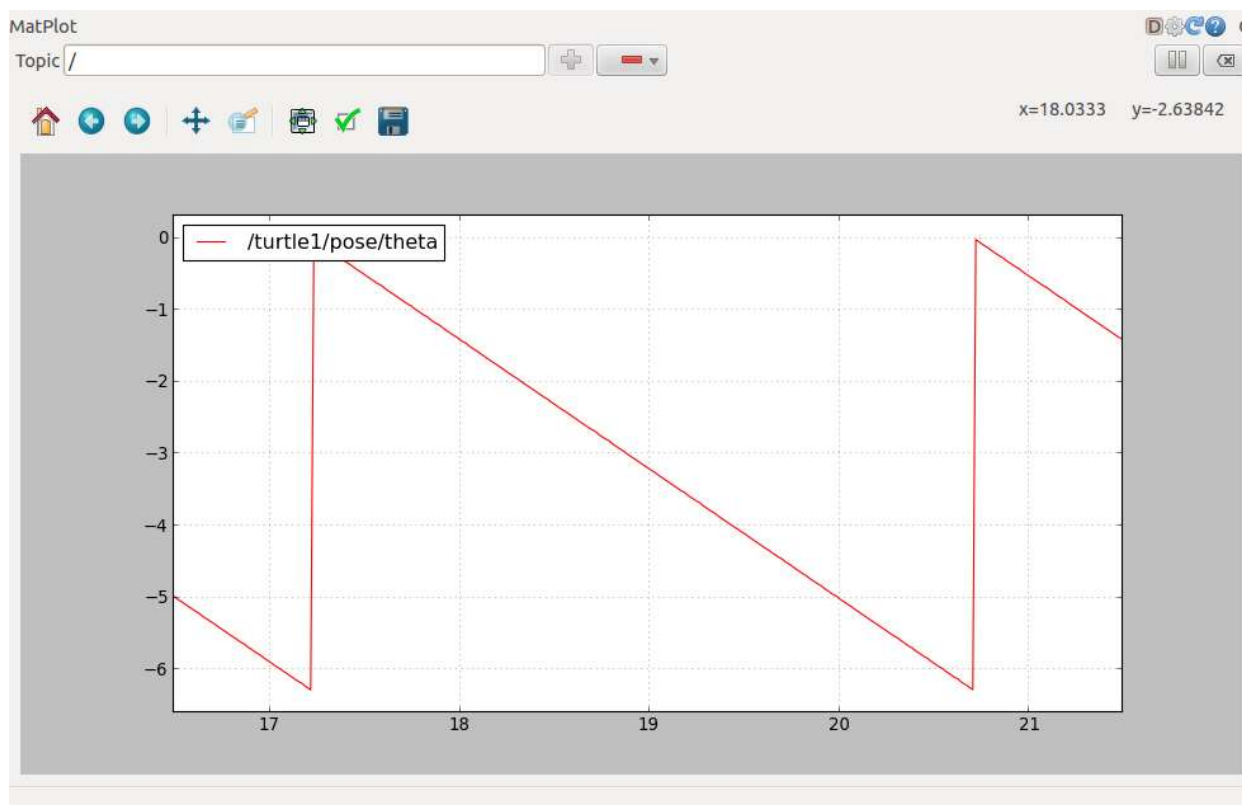 MatPlot
D
Topic /
x=18.0333 y=-2.63842
/turtle1/pose/theta
0
−1
−2
−3
−4
−5
−6
17 18 19 20 21